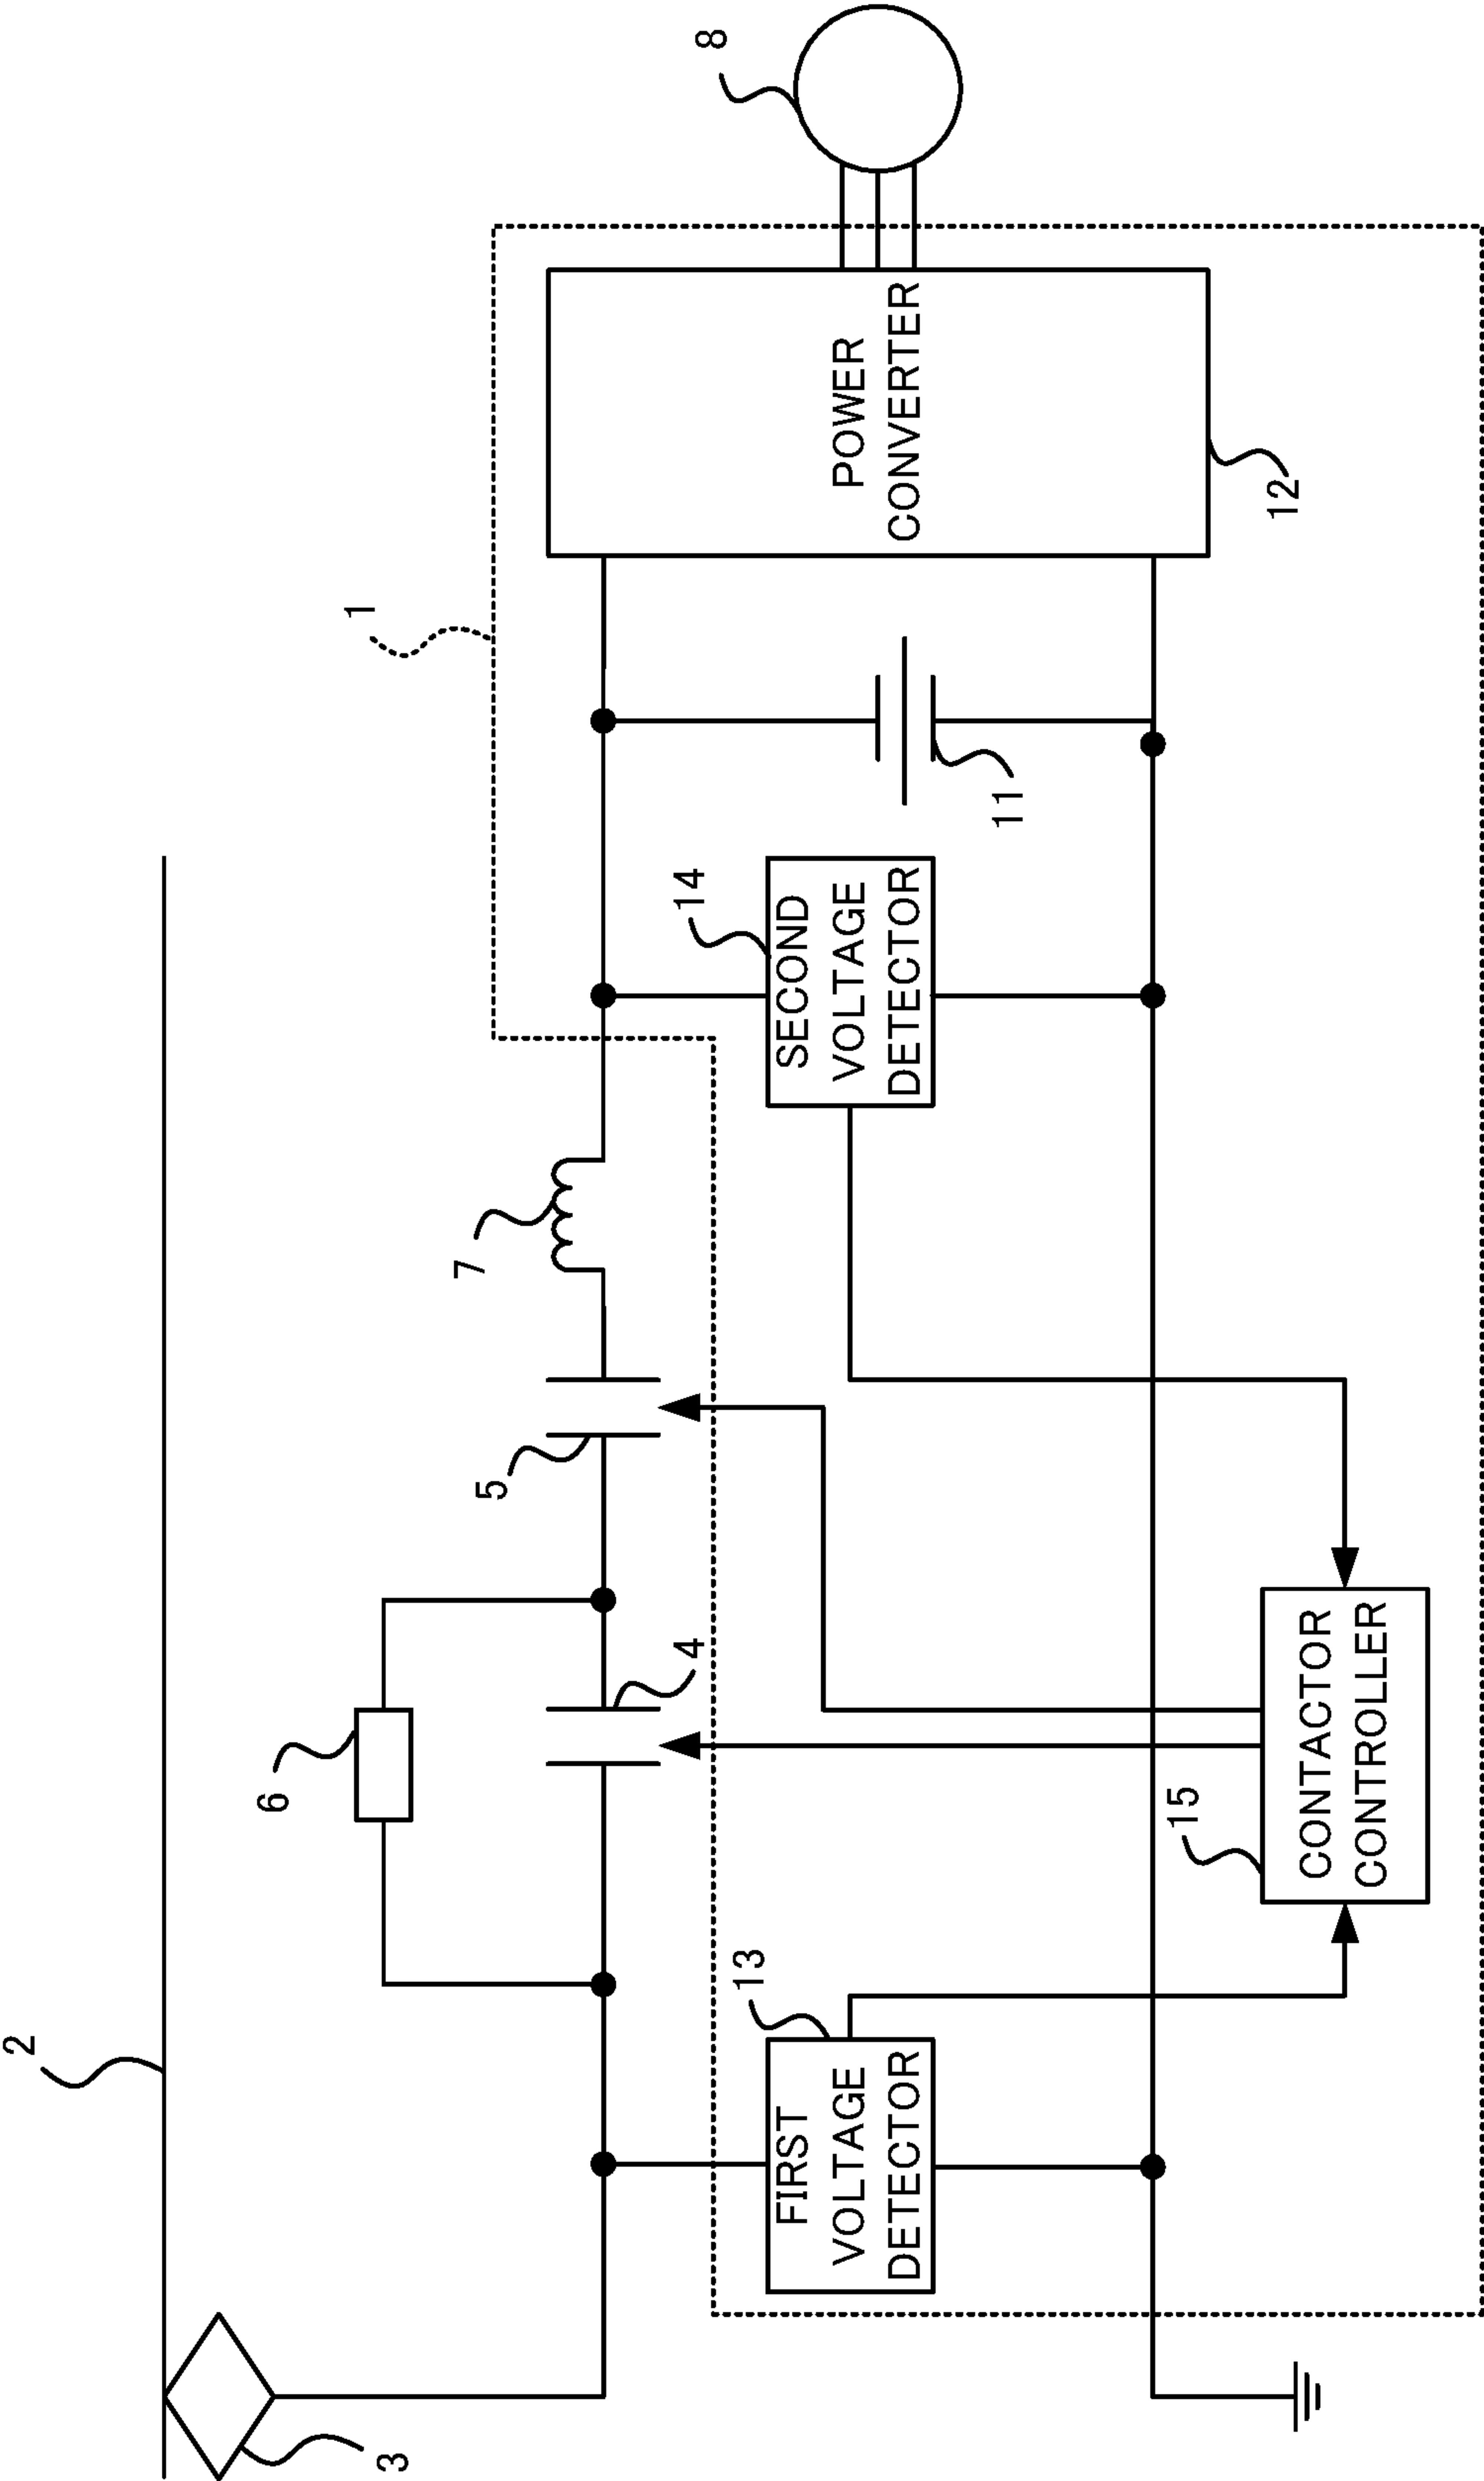 2
3
6
4
5
7
1
8
FIRST
VOLTAGE
DETECTOR
13
SECOND
VOLTAGE
DETECTOR
14
11
POWER
CONVERTER
12
CONTACTOR
CONTROLLER
15